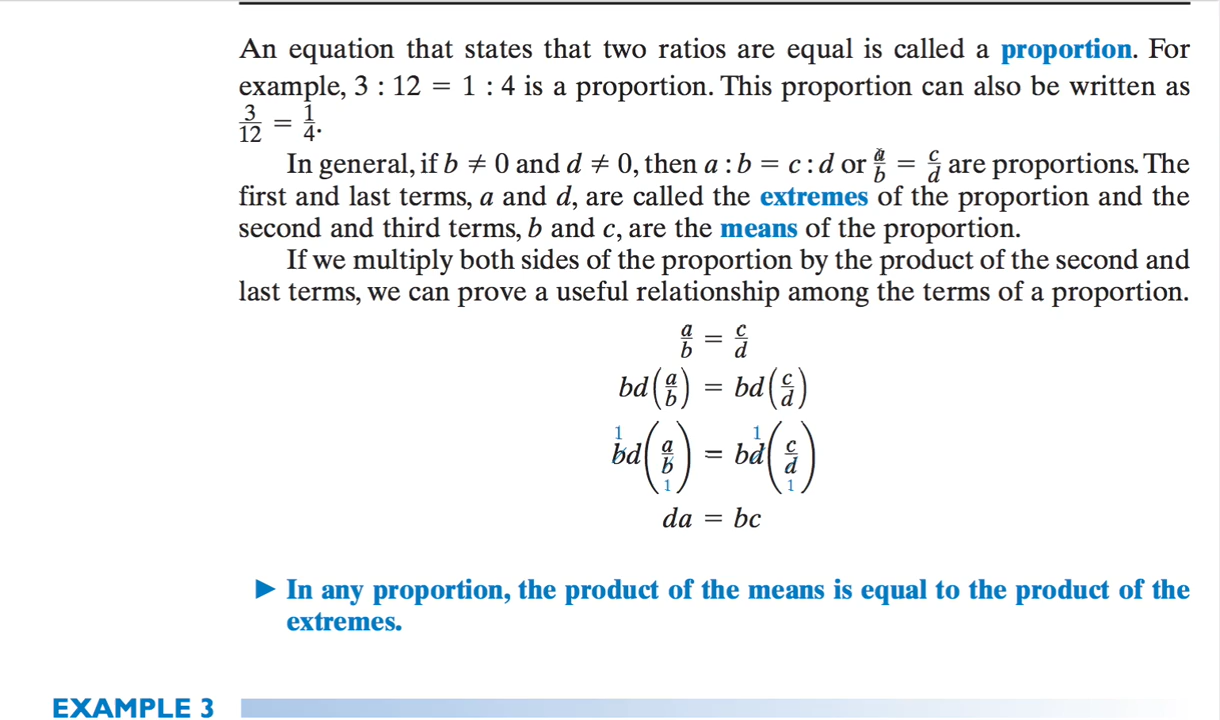 An equation that states that two ratios are equal is called a proportion. For
example, 3 : 12 = 1 : 4 is a proportion. This proportion can also be written as
3/12 = 1/4.
In general, if b ≠ 0 and d ≠ 0, then a : b = c : d or a/b = c/d are proportions. The
first and last terms, a and d, are called the extremes of the proportion and the
second and third terms, b and c, are the means of the proportion.
If we multiply both sides of the proportion by the product of the second and
last terms, we can prove a useful relationship among the terms of a proportion.
a/b = c/d
bd(a/b) = bd(c/d)
1 1
bd(a/b) = bd(c/d)
1 1
da = bc
► In any proportion, the product of the means is equal to the product of the
extremes.
EXAMPLE 3